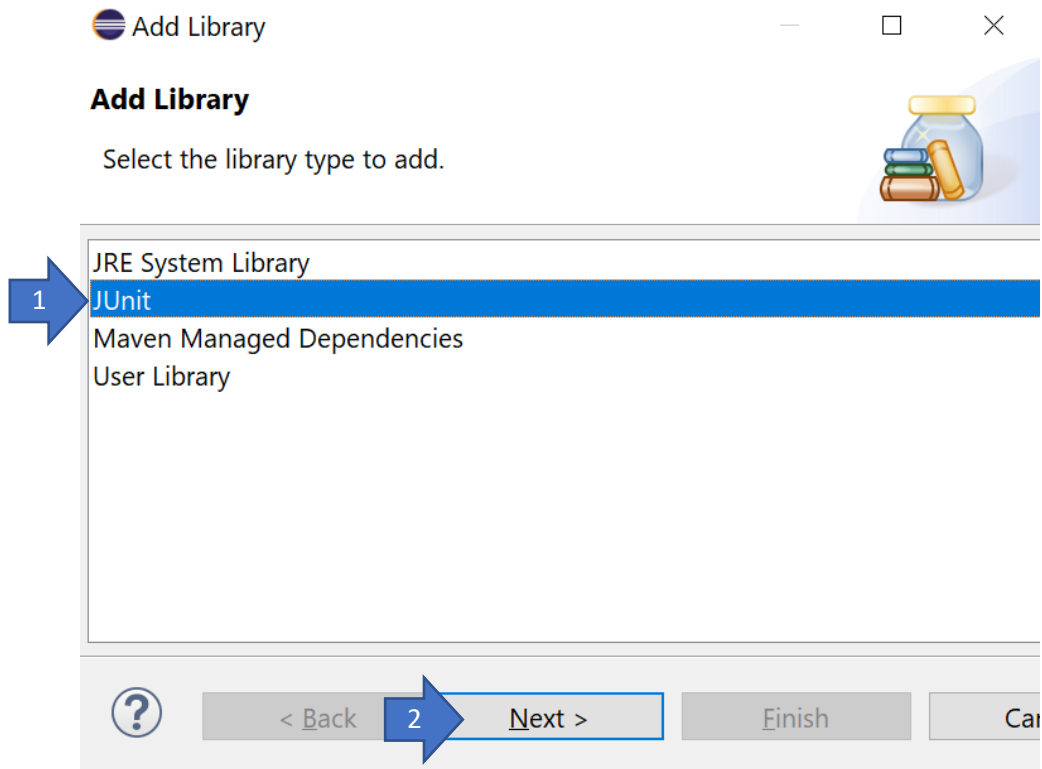 Add Library
Add Library
Select the library type to add.
JRE System Library
1
JUnit
Maven Managed Dependencies
User Library
?
< Back
2
Next >
Finish
Car